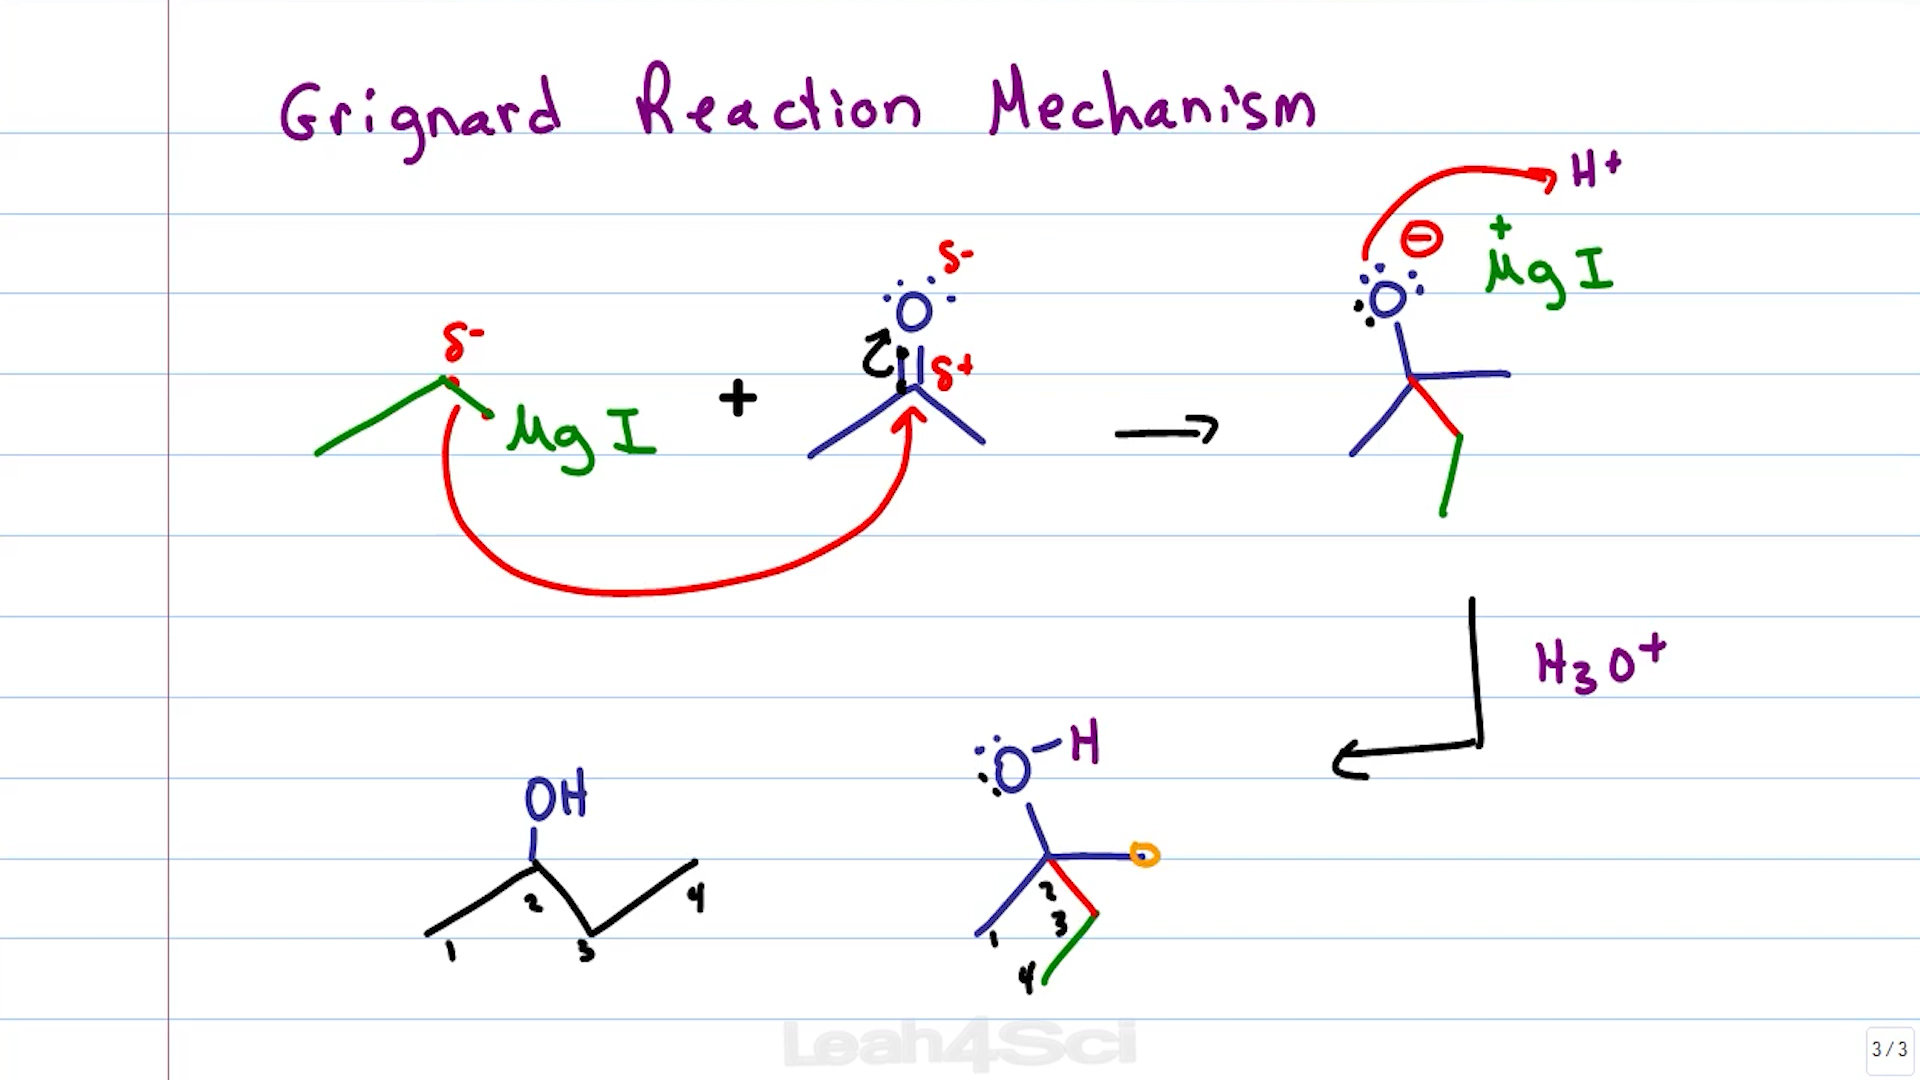 Grignard Reaction Mechanism
H+
⊖ +
MgI
δ-
O
δ-
O
δ+
MgI
+
H3O+
O-H
OH
2
4
1
3
2
3
1
4
Leah4Sci
3/3